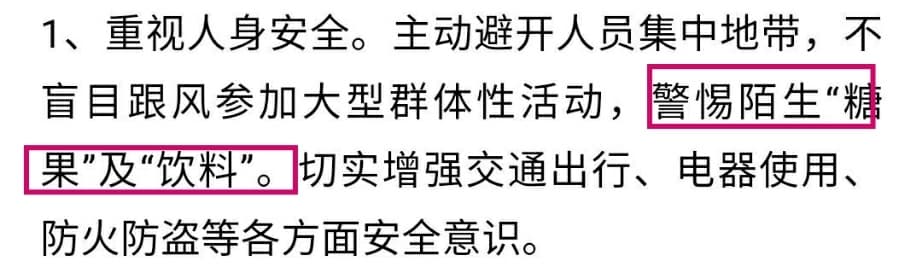 1、重视人身安全。主动避开人员集中地带，不
盲目跟风参加大型群体性活动，警惕陌生“糖
果”及“饮料”。切实增强交通出行、电器使用、
防火防盗等各方面安全意识。